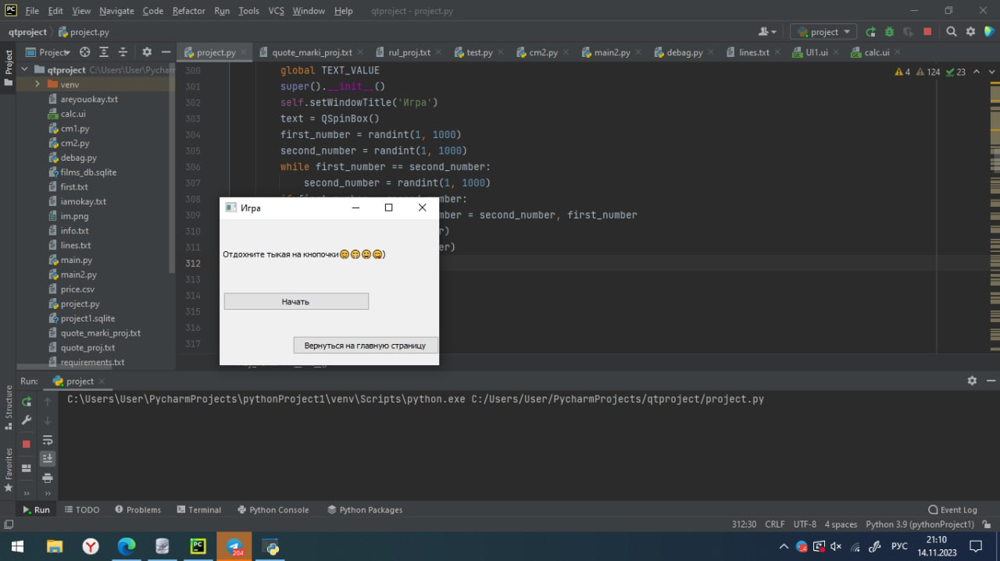 File Edit View Navigate Code Refactor Run Tools VCS Window Help qtproject - project.py
qtproject project.py project
Project project.py quote_marki_proj.txt rul_proj.txt test.py cm2.py main2.py debag.py lines.txt UI1.ui calc.ui
Project
qtproject C:\Users\User\Pycharm
venv
areyouokay.txt
calc.ui
cm1.py
cm2.py
debag.py
films_db.sqlite
first.txt
iamokay.txt
im.png
info.txt
lines.txt
main.py
main2.py
price.csv
project.py
project1.sqlite
quote_marki_proj.txt
quote_proj.txt
requirements.txt
4 124 23
300 global TEXT_VALUE
301 super().__init__()
302 self.setWindowTitle('Игра')
303 text = QSpinBox()
304 first_number = randint(1, 1000)
305 second_number = randint(1, 1000)
306 while first_number == second_number:
307 second_number = randint(1, 1000)
308
309 = second_number, first_number
310
311
312
313
314
315
316
317
Игра
Отдохните тыкая на кнопочки😊😁😀😋)
Начать
Вернуться на главную страницу
Run: project
C:\Users\User\PycharmProjects\pythonProject1\venv\Scripts\python.exe C:/Users/User/PycharmProjects/qtproject/project.py
Structure
Favorites
Run TODO Problems Terminal Python Console Python Packages Event Log
312:30 CRLF UTF-8 4 spaces Python 3.9 (pythonProject1)
204 РУС 21:10
14.11.2023